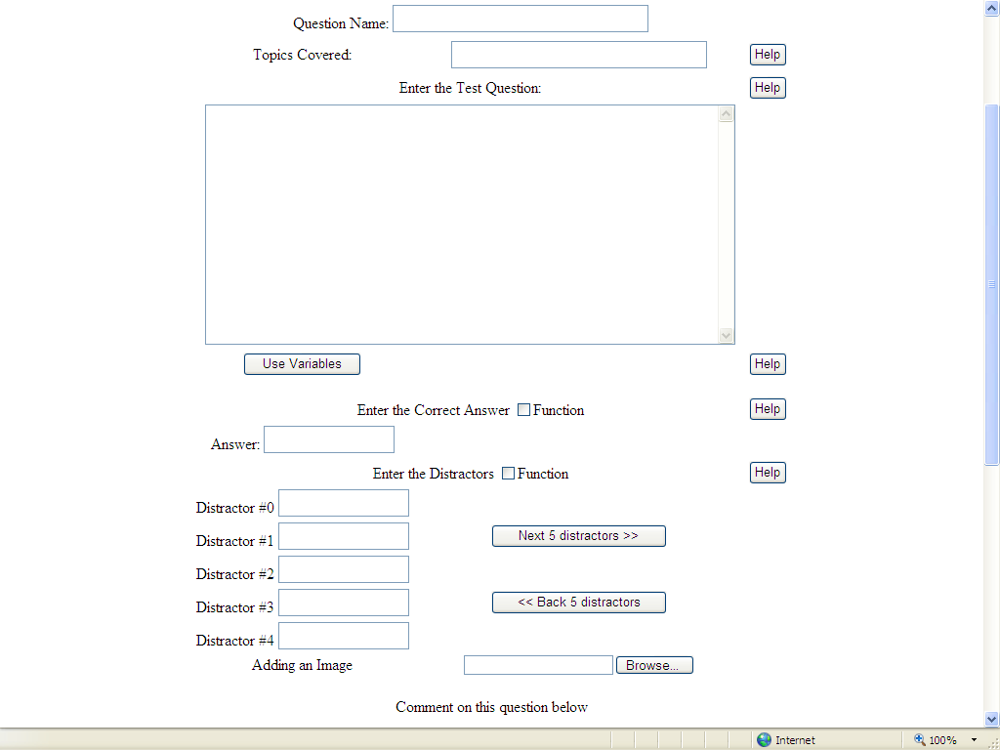 Question Name:
Topics Covered: Help
Enter the Test Question: Help
Use Variables Help
Enter the Correct Answer Function Help
Answer:
Enter the Distractors Function Help
Distractor #0
Distractor #1 Next 5 distractors >>
Distractor #2
Distractor #3 << Back 5 distractors
Distractor #4
Adding an Image Browse...
Comment on this question below
Internet 100%